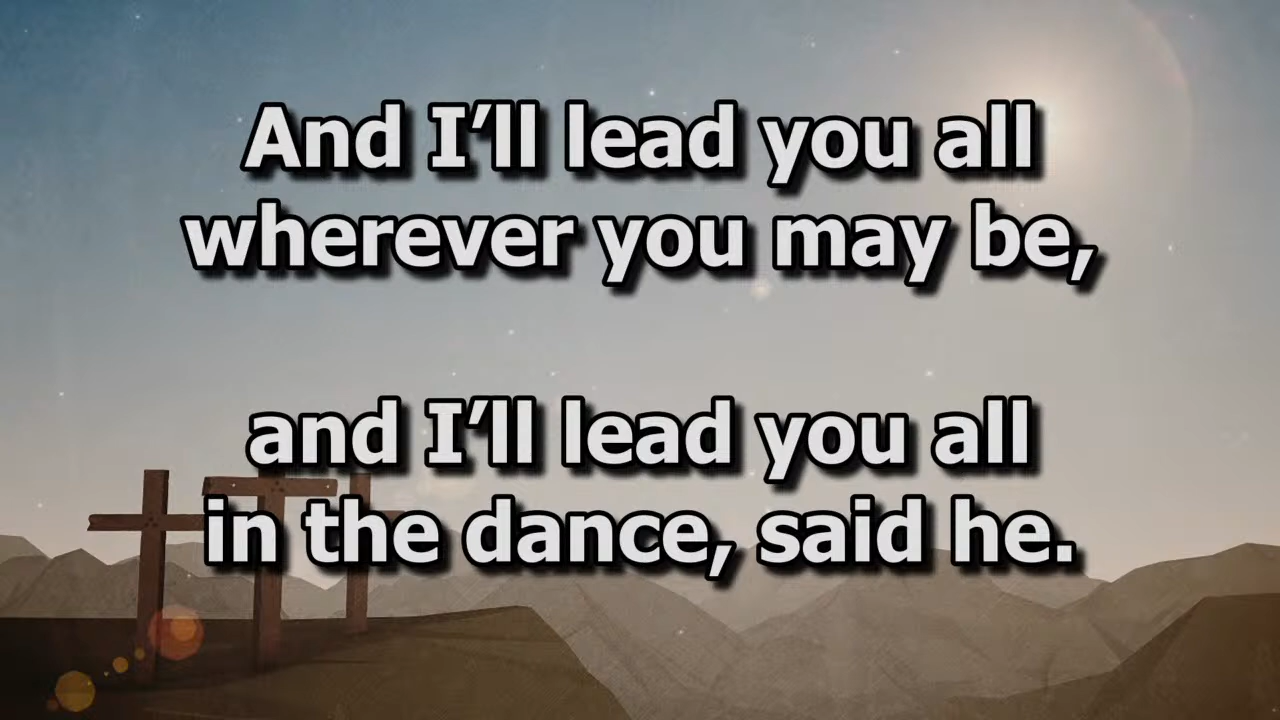 And I’ll lead you all
wherever you may be,
and I’ll lead you all
in the dance, said he.